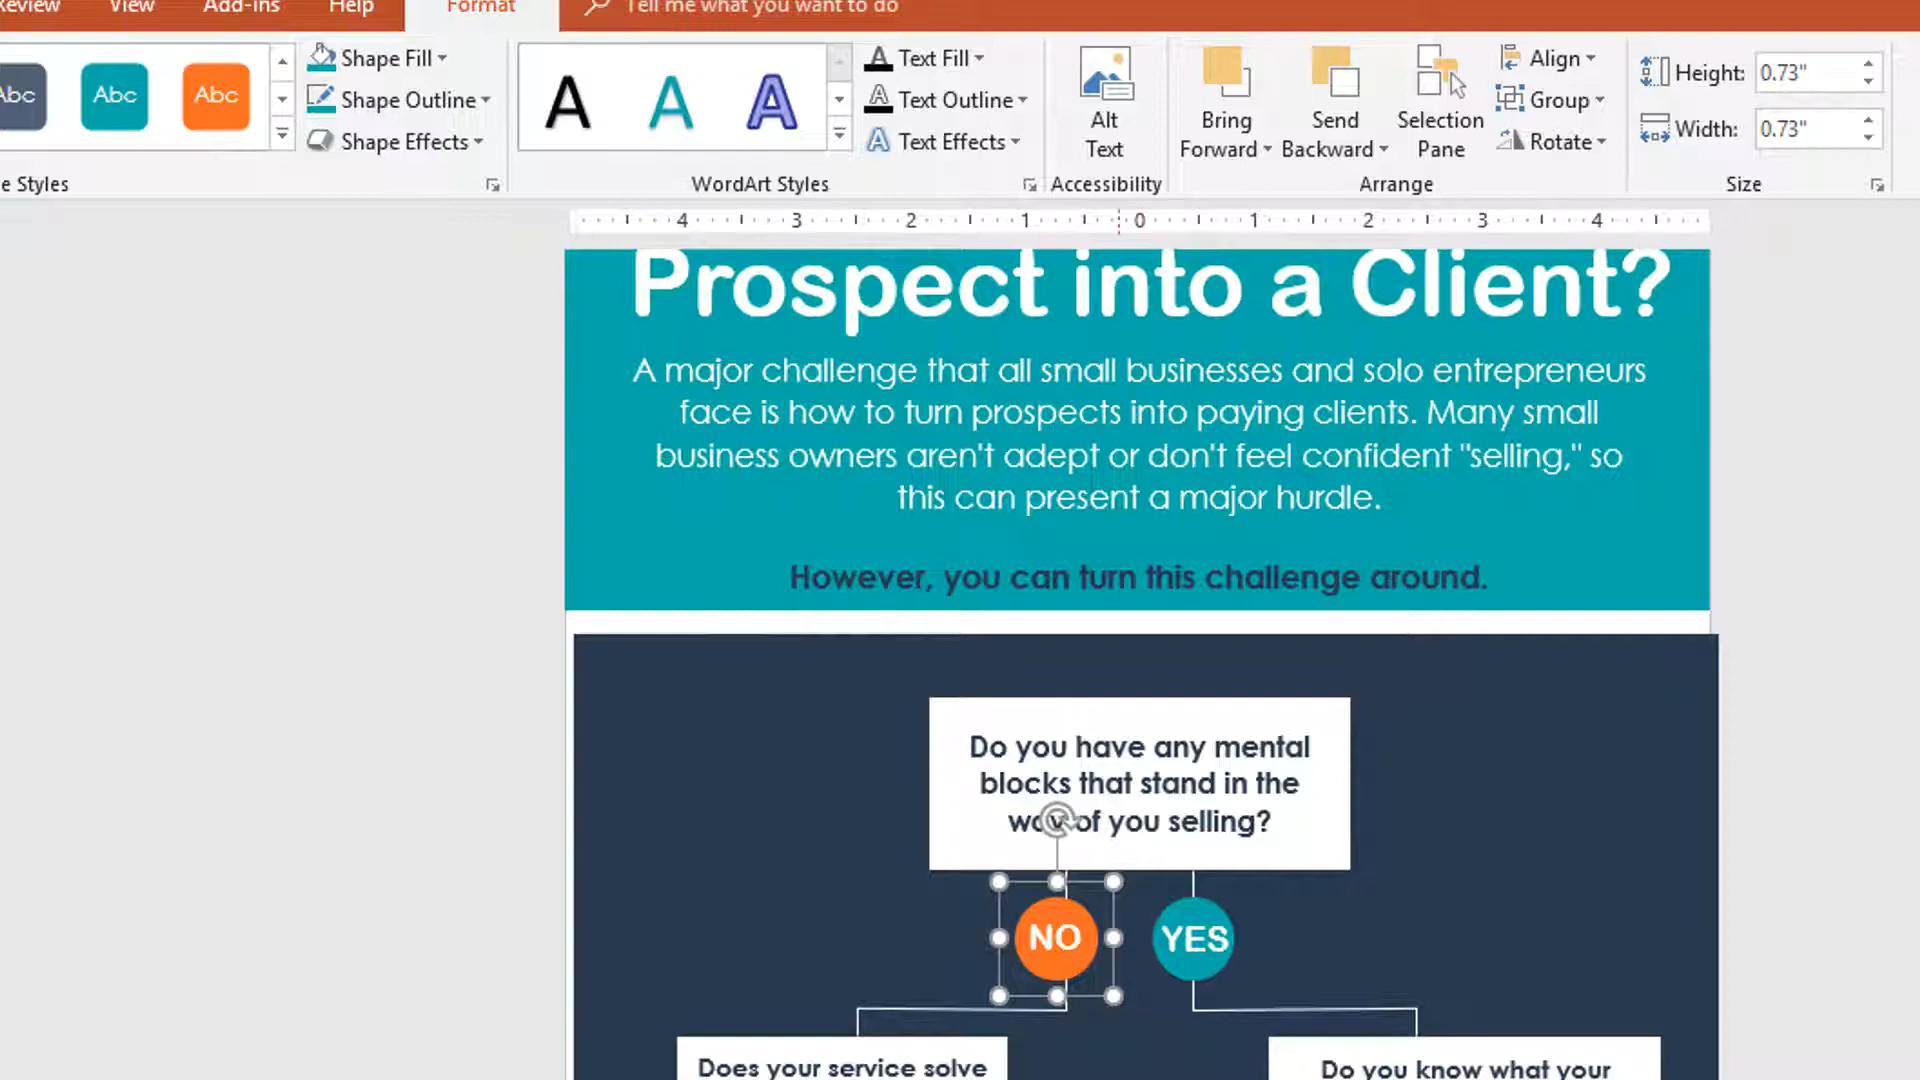 Review View Add-ins Help Format Tell me what you want to do
Abc Abc Abc
Shape Fill
Shape Outline
Shape Effects
e Styles
A A A
Text Fill
Text Outline
Text Effects
WordArt Styles
Alt
Text
Accessibility
Bring
Forward
Send
Backward
Selection
Pane
Align
Group
Rotate
Arrange
Height: 0.73"
Width: 0.73"
Size
4 3 2 1 0 1 2 3 4
Prospect into a Client?
A major challenge that all small businesses and solo entrepreneurs
face is how to turn prospects into paying clients. Many small
business owners aren't adept or don't feel confident "selling," so
this can present a major hurdle.
However, you can turn this challenge around.
Do you have any mental
blocks that stand in the
way of you selling?
NO YES
Does your service solve
Do you know what your